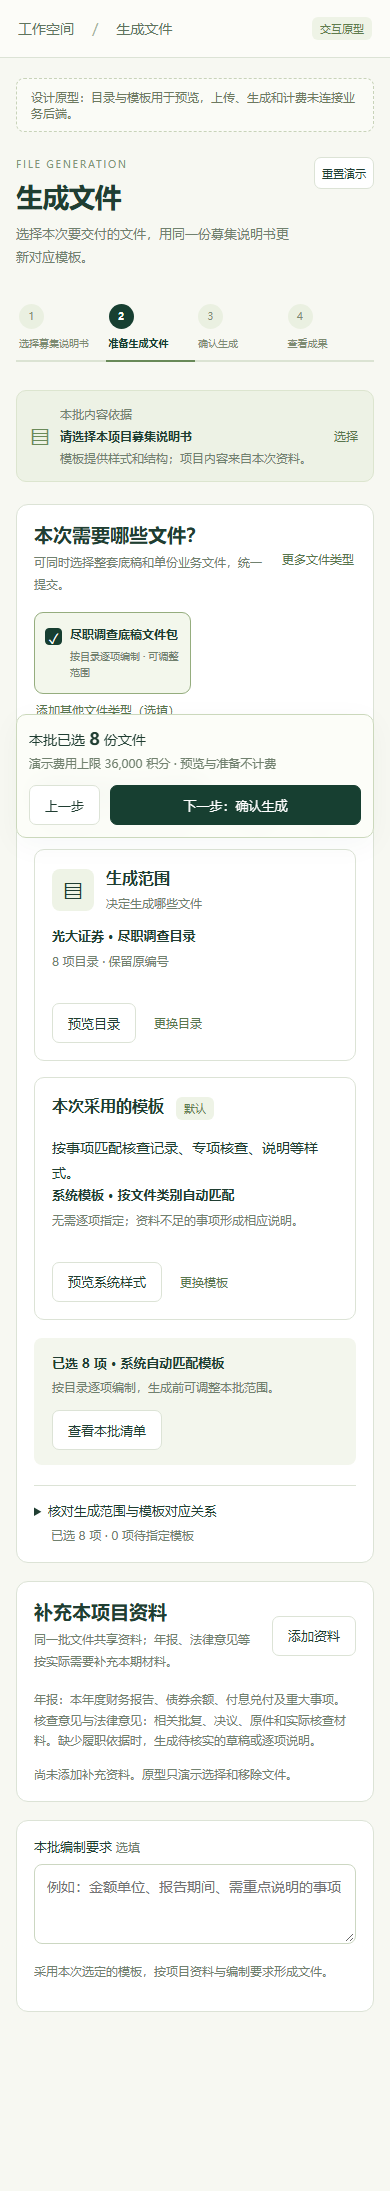 工作空间 / 生成文件
交互原型
设计原型：目录与模板用于预览，上传、生成和计费未连接业
务后端。
FILE GENERATION
重置演示
生成文件
选择本次要交付的文件，用同一份募集说明书更
新对应模板。
1
2
3
4
选择募集说明书
准备生成文件
确认生成
查看成果
本批内容依据
请选择本项目募集说明书
选择
模板提供样式和结构；项目内容来自本次资料。
本次需要哪些文件？
可同时选择整套底稿和单份业务文件，统一
提交。
更多文件类型
尽职调查底稿文件包
按目录逐项编制 · 可调整
范围
添加其他文件类型（选填）
本批已选 8 份文件
演示费用上限 36,000 积分 · 预览与准备不计费
上一步
下一步：确认生成
生成范围
决定生成哪些文件
光大证券 • 尽职调查目录
8 项目录 · 保留原编号
预览目录
更换目录
本次采用的模板
默认
按事项匹配核查记录、专项核查、说明等样
式。
系统模板 • 按文件类别自动匹配
无需逐项指定；资料不足的事项形成相应说明。
预览系统样式
更换模板
已选 8 项 • 系统自动匹配模板
按目录逐项编制，生成前可调整本批范围。
查看本批清单
核对生成范围与模板对应关系
已选 8 项 · 0 项待指定模板
补充本项目资料
同一批文件共享资料；年报、法律意见等
按实际需要补充本期材料。
添加资料
年报：本年度财务报告、债券余额、付息兑付及重大事项。
核查意见与法律意见：相关批复、决议、原件和实际核查材
料。缺少履职依据时，生成待核实的草稿或逐项说明。
尚未添加补充资料。原型只演示选择和移除文件。
本批编制要求 选填
例如：金额单位、报告期间、需重点说明的事项
采用本次选定的模板，按项目资料与编制要求形成文件。